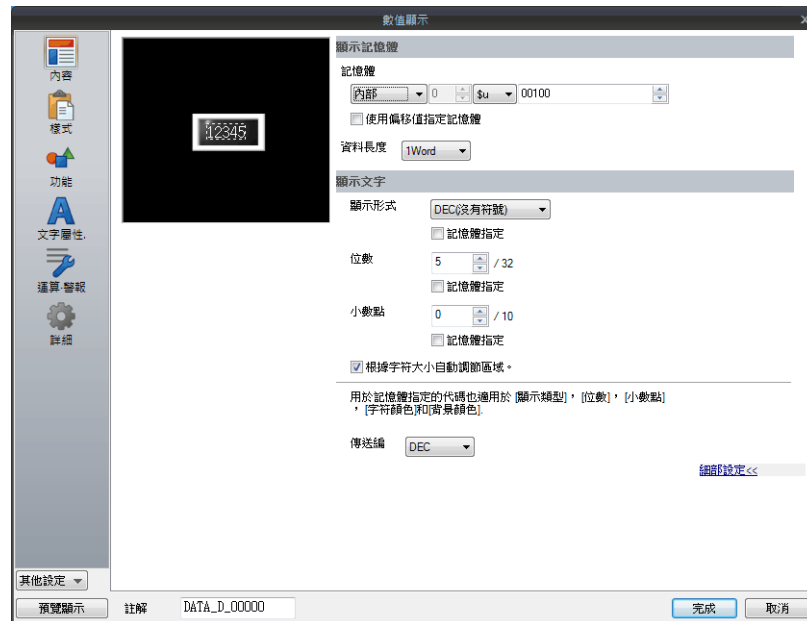 數值顯示
內容
樣式
功能
文字屬性.
運算·警報
詳細
其他設定
12345
顯示記憶體
記憶體
內部 0 $u 00100
使用偏移值指定記憶體
資料長度 1Word
顯示文字
顯示形式 DEC(沒有符號)
記憶體指定
位數 5 / 32
記憶體指定
小數點 0 / 10
記憶體指定
根據字符大小自動調節區域。
用於記憶體指定的代碼也適用於 [顯示類型], [位數], [小數點]
, [字符顏色]和[背景顏色].
傳送編 DEC
細部設定<<
預覽顯示 註解 DATA_D_00000 完成 取消